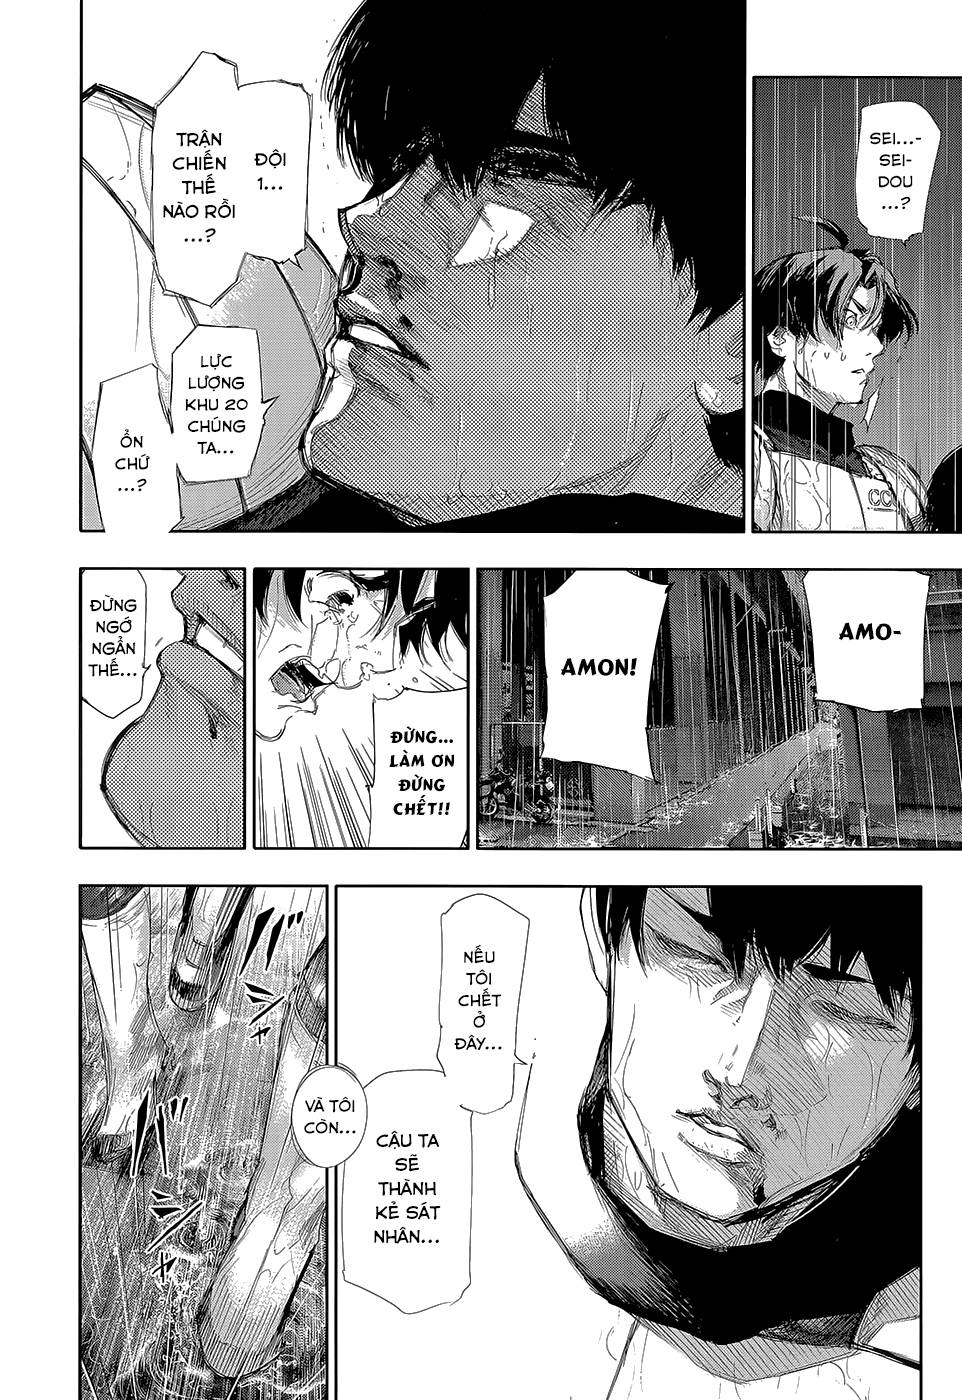 SEI...-
SEI-
DOU
...?
CC
ĐỘI
1...
TRẬN
CHIẾN
THẾ
NÀO RỒI
...?
LỰC
LƯỢNG
KHU 20
CHÚNG
TA...
ỔN
CHỨ
...?
AMO-
AMON!
ĐỪNG...
LÀM ƠN
ĐỪNG
CHẾT!!
ĐỪNG
NGỚ
NGẨN
THẾ...
NẾU
TÔI
CHẾT
Ở
ĐÂY...
CẬU TA
SẼ
THÀNH
KẺ SÁT
NHÂN...
VÀ TÔI
CÒN...